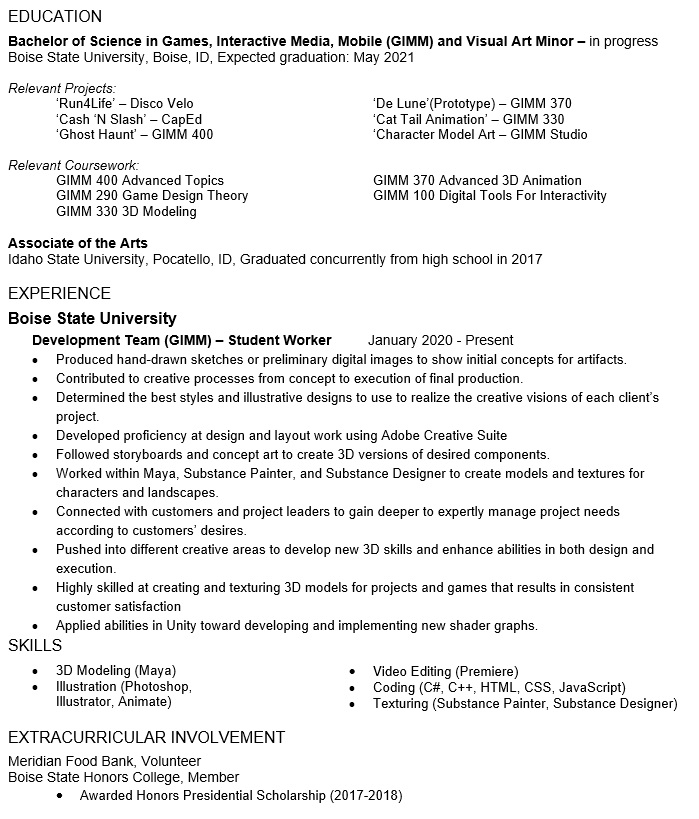 EDUCATION
Bachelor of Science in Games, Interactive Media, Mobile (GIMM) and Visual Art Minor – in progress
Boise State University, Boise, ID, Expected graduation: May 2021
Relevant Projects:
'Run4Life' – Disco Velo
'De Lune'(Prototype) – GIMM 370
'Cash 'N Slash' – CapEd
'Cat Tail Animation' – GIMM 330
'Ghost Haunt' – GIMM 400
'Character Model Art – GIMM Studio
Relevant Coursework:
GIMM 400 Advanced Topics
GIMM 370 Advanced 3D Animation
GIMM 290 Game Design Theory
GIMM 100 Digital Tools For Interactivity
GIMM 330 3D Modeling
Associate of the Arts
Idaho State University, Pocatello, ID, Graduated concurrently from high school in 2017
EXPERIENCE
Boise State University
Development Team (GIMM) – Student Worker January 2020 - Present
• Produced hand-drawn sketches or preliminary digital images to show initial concepts for artifacts.
• Contributed to creative processes from concept to execution of final production.
• Determined the best styles and illustrative designs to use to realize the creative visions of each client's
project.
• Developed proficiency at design and layout work using Adobe Creative Suite
• Followed storyboards and concept art to create 3D versions of desired components.
• Worked within Maya, Substance Painter, and Substance Designer to create models and textures for
characters and landscapes.
• Connected with customers and project leaders to gain deeper to expertly manage project needs
according to customers' desires.
• Pushed into different creative areas to develop new 3D skills and enhance abilities in both design and
execution.
• Highly skilled at creating and texturing 3D models for projects and games that results in consistent
customer satisfaction
• Applied abilities in Unity toward developing and implementing new shader graphs.
SKILLS
• 3D Modeling (Maya)
• Illustration (Photoshop,
Illustrator, Animate)
• Video Editing (Premiere)
• Coding (C#, C++, HTML, CSS, JavaScript)
• Texturing (Substance Painter, Substance Designer)
EXTRACURRICULAR INVOLVEMENT
Meridian Food Bank, Volunteer
Boise State Honors College, Member
• Awarded Honors Presidential Scholarship (2017-2018)